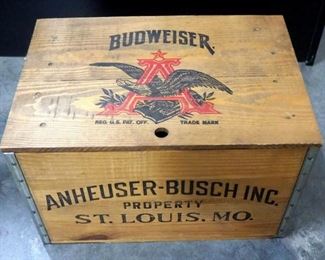 BUDWEISER.
A
REG. U.S. PAT. OFF. TRADE MARK
ANHEUSER-BUSCH INC.
PROPERTY
ST. LOUIS, MO.